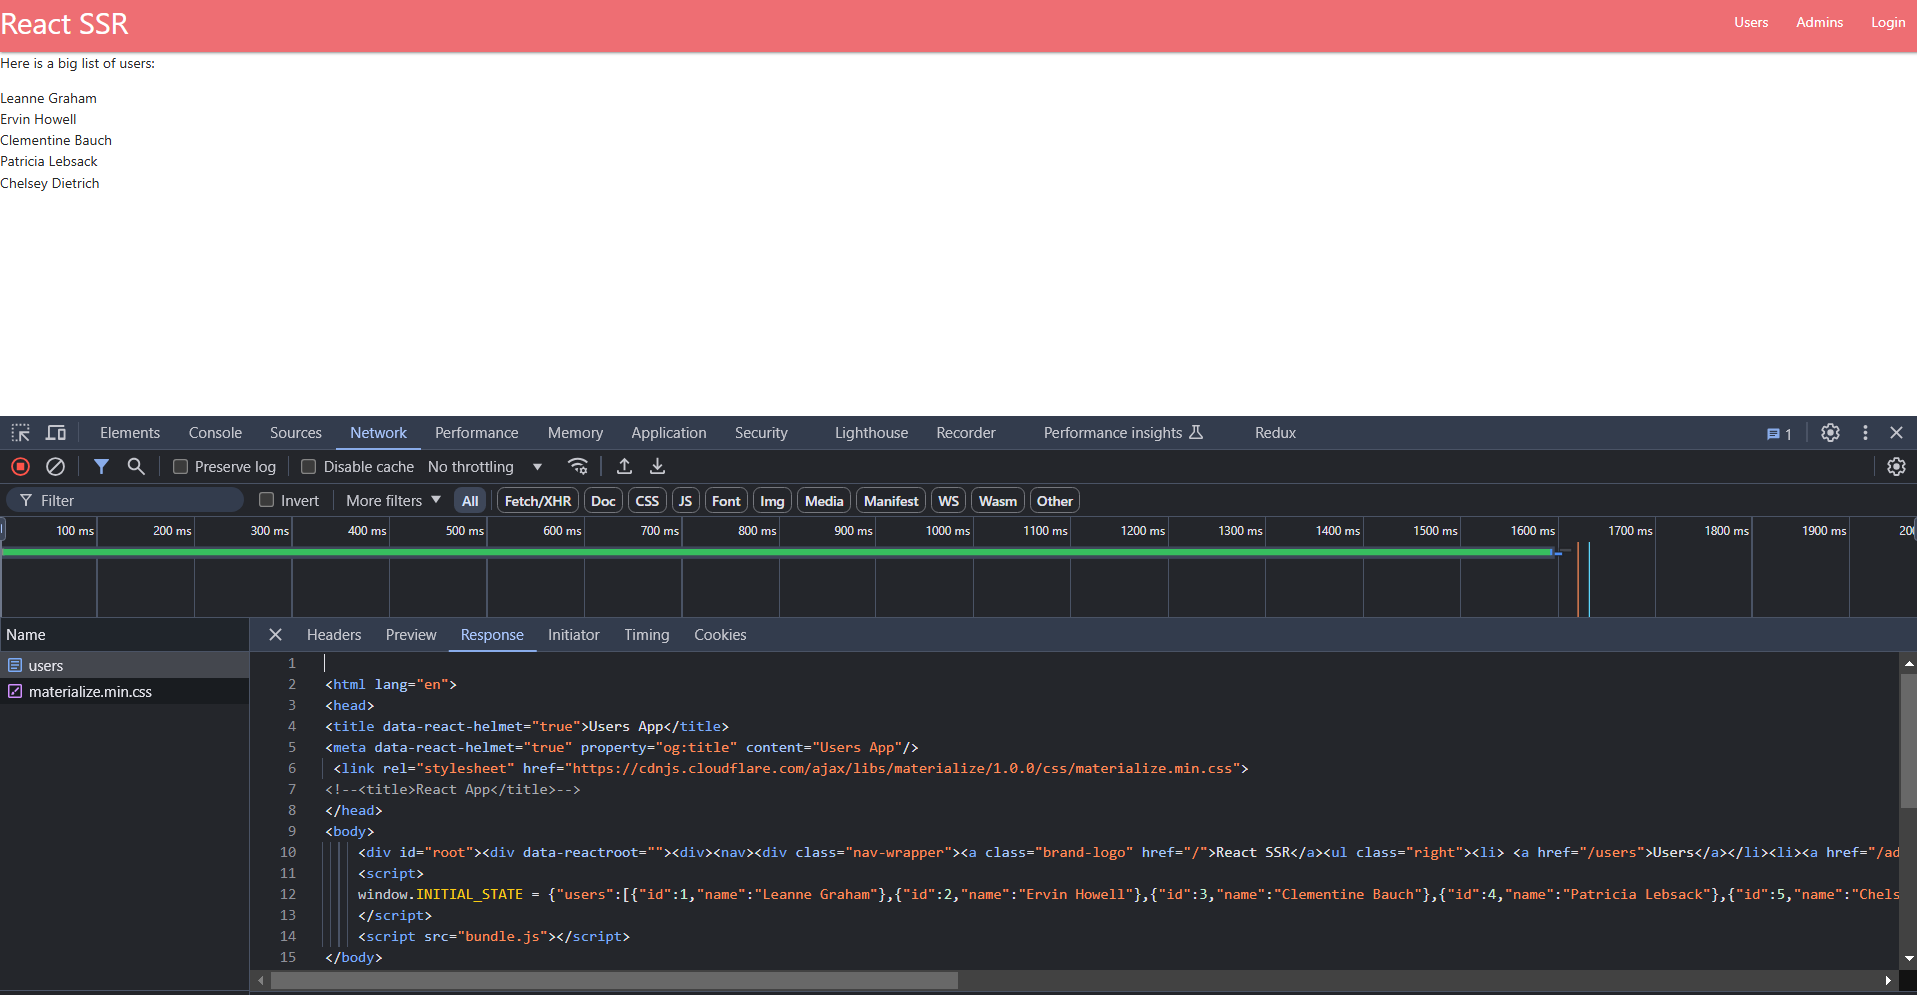 React SSR
Users Admins Login
Here is a big list of users:
Leanne Graham
Ervin Howell
Clementine Bauch
Patricia Lebsack
Chelsey Dietrich
Elements Console Sources Network Performance Memory Application Security Lighthouse Recorder Performance insights Redux 1
Preserve log Disable cache No throttling
Filter Invert More filters All Fetch/XHR Doc CSS JS Font Img Media Manifest WS Wasm Other
100 ms 200 ms 300 ms 400 ms 500 ms 600 ms 700 ms 800 ms 900 ms 1000 ms 1100 ms 1200 ms 1300 ms 1400 ms 1500 ms 1600 ms 1700 ms 1800 ms 1900 ms 20
Name
users
materialize.min.css
Headers Preview Response Initiator Timing Cookies
1
2 <html lang="en">
3 <head>
4 <title data-react-helmet="true">Users App</title>
5 <meta data-react-helmet="true" property="og:title" content="Users App"/>
6 <link rel="stylesheet" href="https://cdnjs.cloudflare.com/ajax/libs/materialize/1.0.0/css/materialize.min.css">
7 <!--<title>React App</title>-->
8 </head>
9 <body>
10 <div id="root"><div data-reactroot=""><div><nav><div class="nav-wrapper"><a class="brand-logo" href="/">React SSR</a><ul class="right"><li> <a href="/users">Users</a></li><li><a href="/ad
11 <script>
12 window.INITIAL_STATE = {"users":[{"id":1,"name":"Leanne Graham"},{"id":2,"name":"Ervin Howell"},{"id":3,"name":"Clementine Bauch"},{"id":4,"name":"Patricia Lebsack"},{"id":5,"name":"Chels
13 </script>
14 <script src="bundle.js"></script>
15 </body>